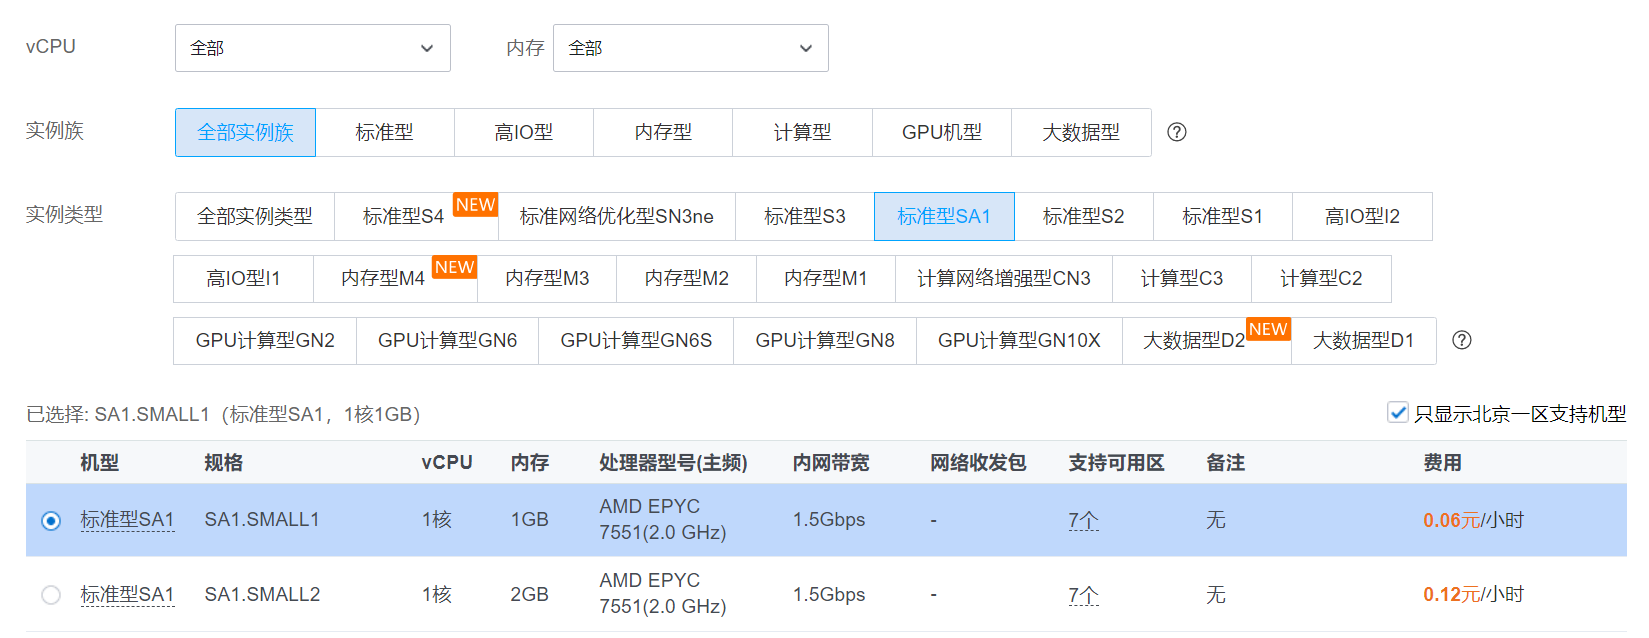 vCPU 全部 内存 全部
实例族 全部实例族 标准型 高IO型 内存型 计算型 GPU机型 大数据型 ?
实例类型 全部实例类型 标准型S4 NEW 标准网络优化型SN3ne 标准型S3 标准型SA1 标准型S2 标准型S1 高IO型I2
高IO型I1 内存型M4 NEW 内存型M3 内存型M2 内存型M1 计算网络增强型CN3 计算型C3 计算型C2
GPU计算型GN2 GPU计算型GN6 GPU计算型GN6S GPU计算型GN8 GPU计算型GN10X 大数据型D2 NEW 大数据型D1 ?
已选择: SA1.SMALL1（标准型SA1，1核1GB） 只显示北京一区支持机型
机型 规格 vCPU 内存 处理器型号(主频) 内网带宽 网络收发包 支持可用区 备注 费用
标准型SA1 SA1.SMALL1 1核 1GB AMD EPYC 7551(2.0 GHz) 1.5Gbps - 7个 无 0.06元/小时
标准型SA1 SA1.SMALL2 1核 2GB AMD EPYC 7551(2.0 GHz) 1.5Gbps - 7个 无 0.12元/小时